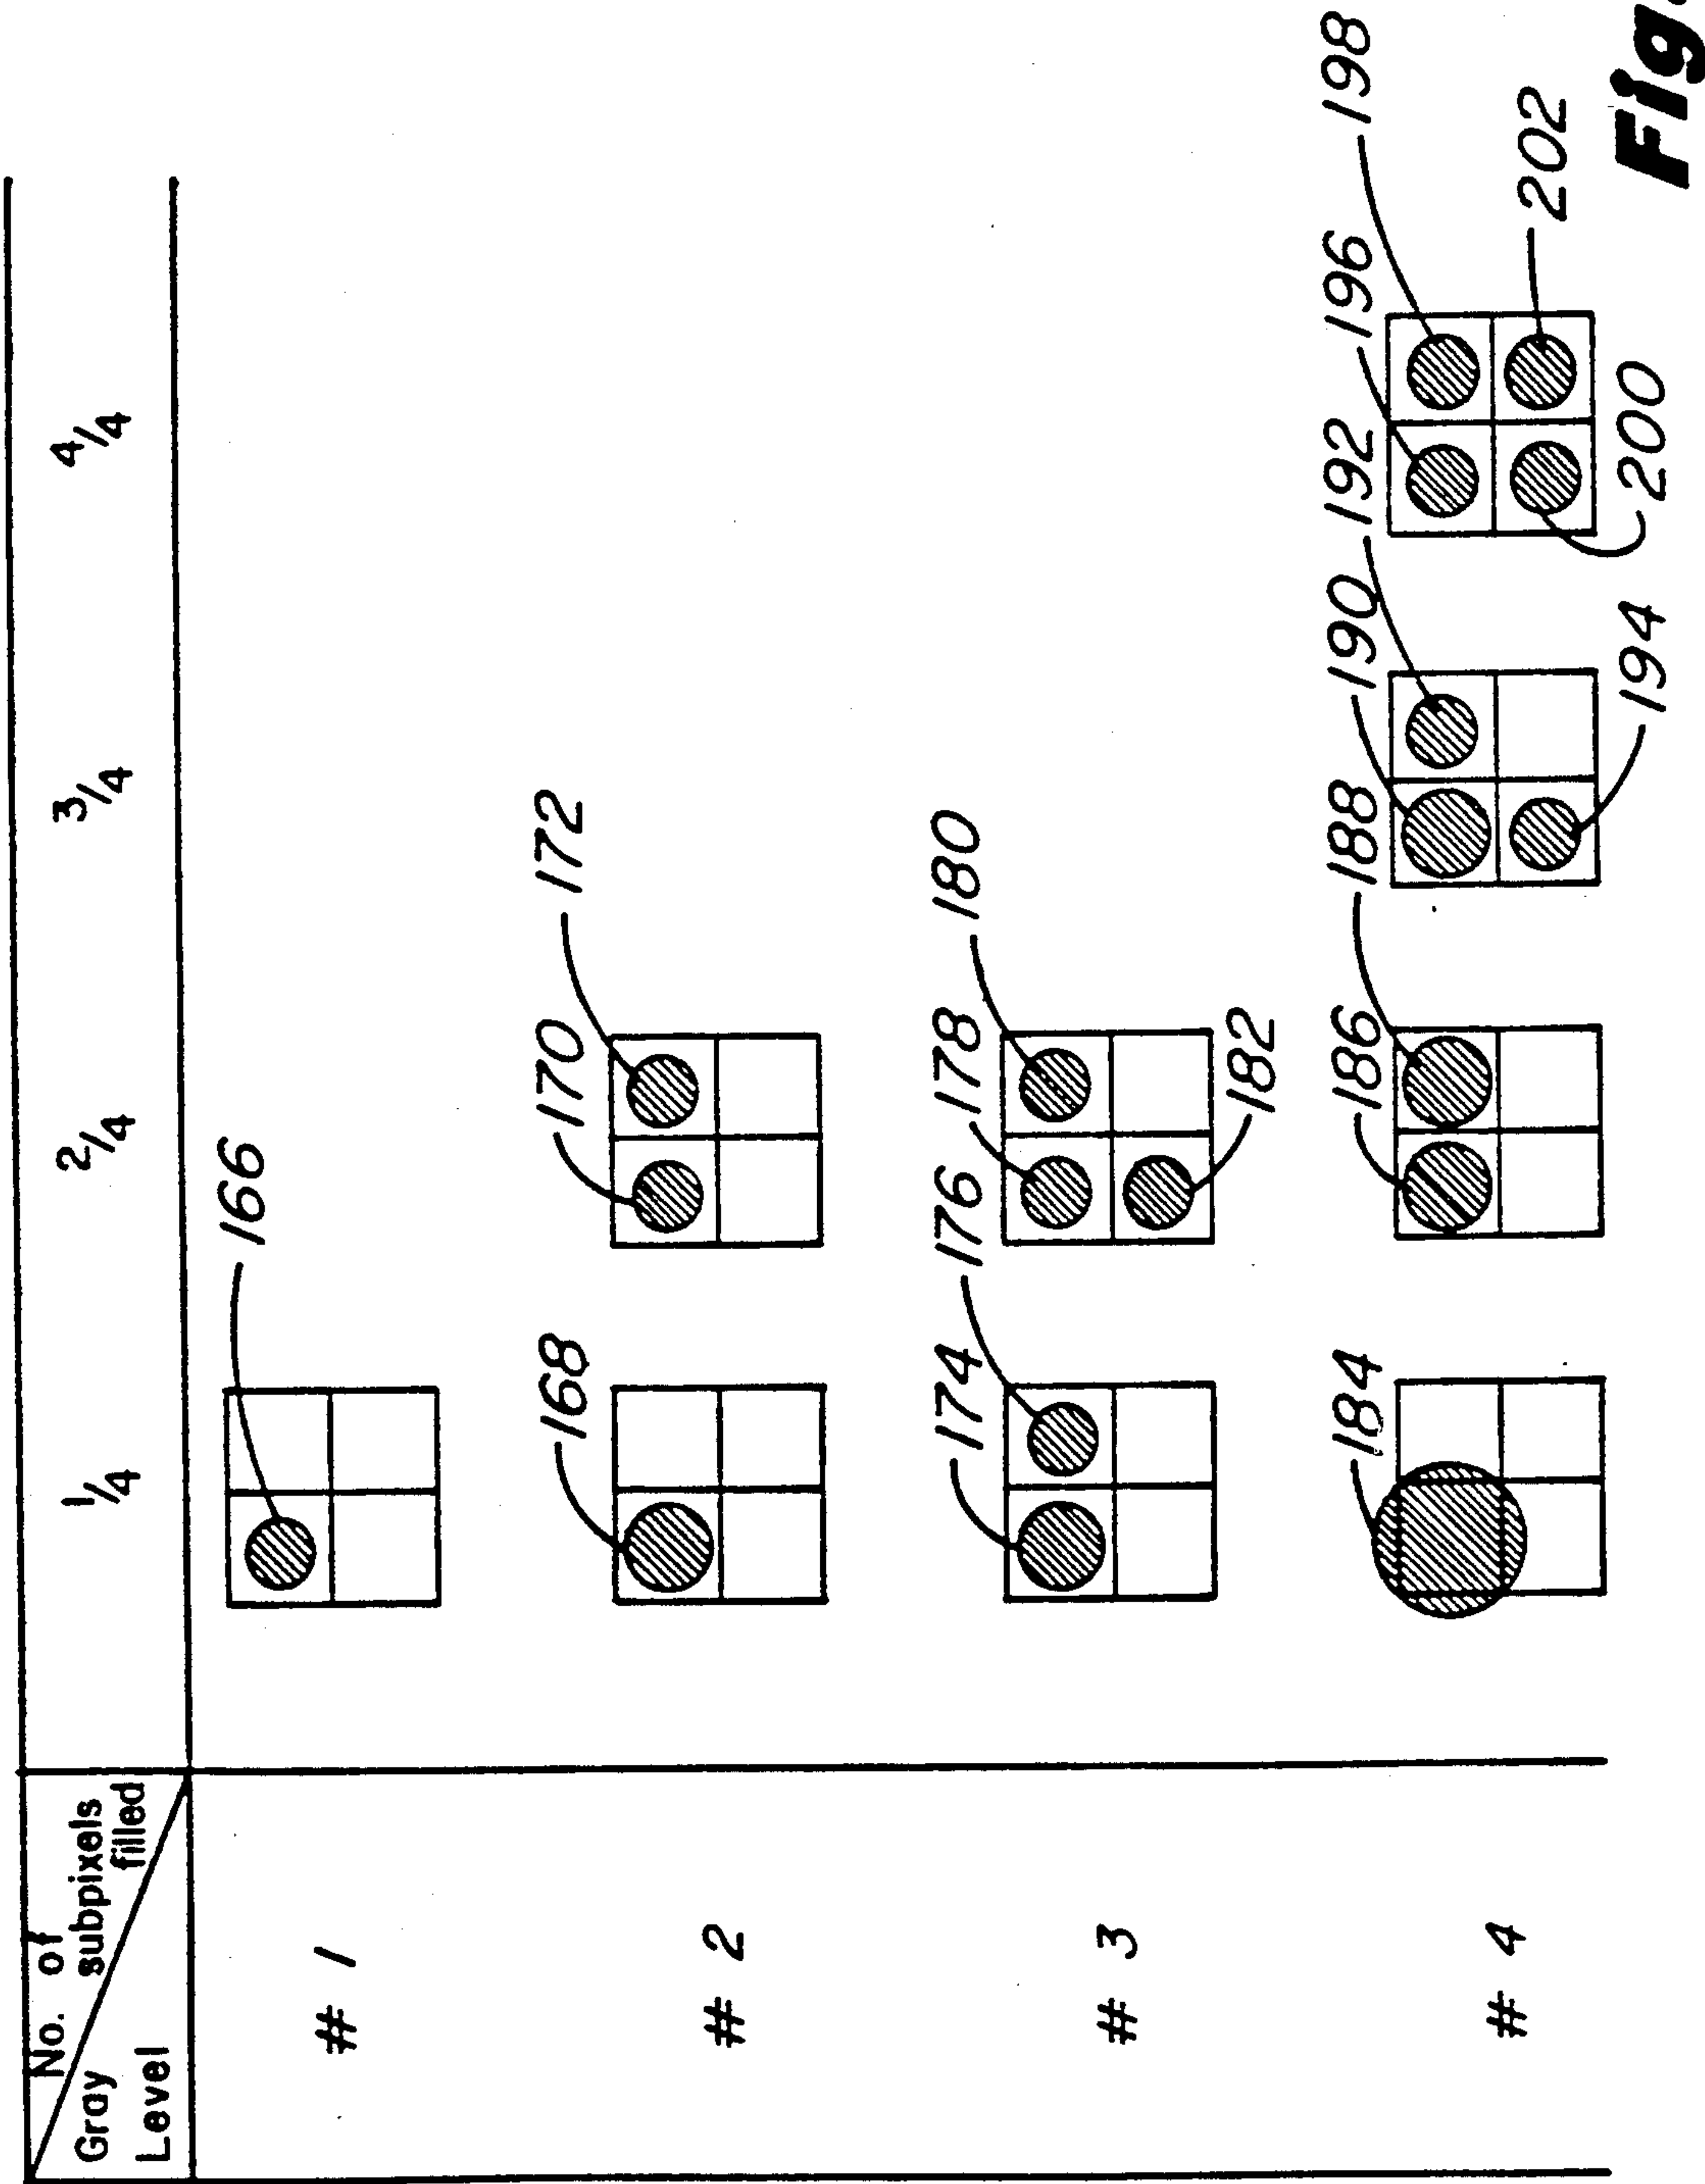 No. of subpixels filled
Gray Level
1/4 2/4 3/4 4/4
# 1
166
# 2
168 170 172
# 3
174 176 178 180
182
# 4
184 186 188 190 192 196 198
194 200 202
Fig.